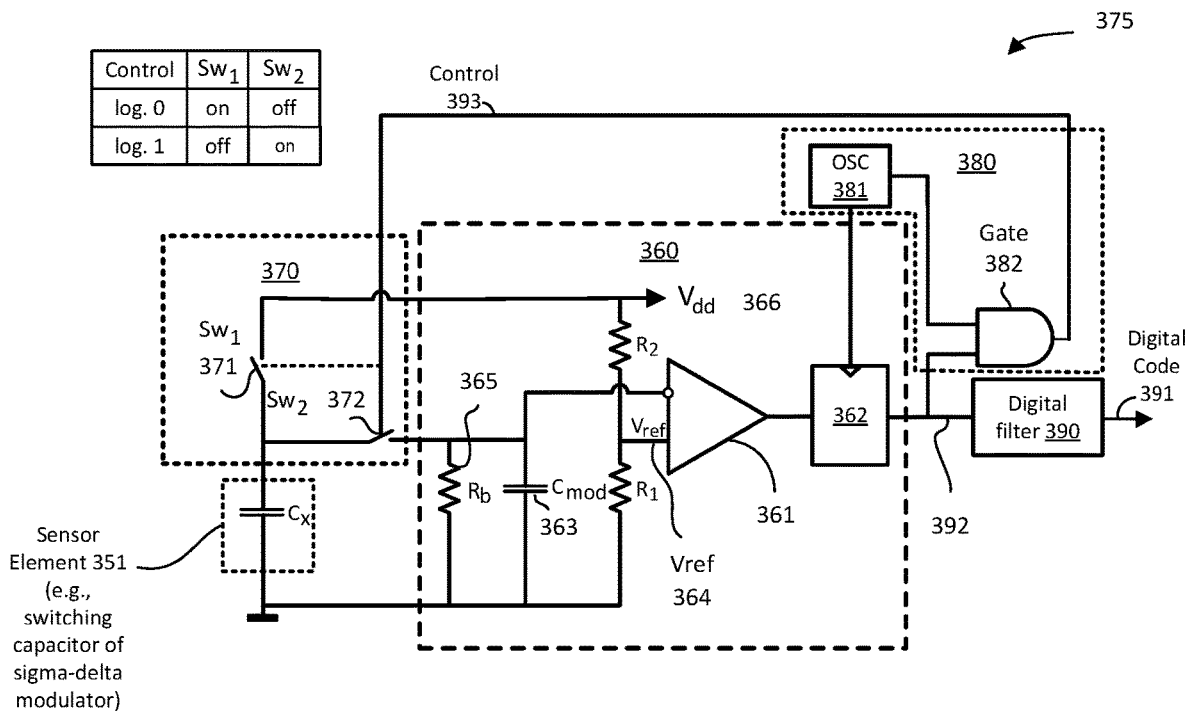 375
Control Sw1 Sw2
log. 0 on off
log. 1 off on
Control
393
OSC
381
380
Gate
382
370
360
Vdd
366
Sw1
371
Sw2
372
365
R2
Vref
Rb
Cmod
363
R1
361
362
Digital
Code
391
Digital
filter 390
392
Vref
364
Cx
Sensor
Element 351
(e.g.,
switching
capacitor of
sigma-delta
modulator)